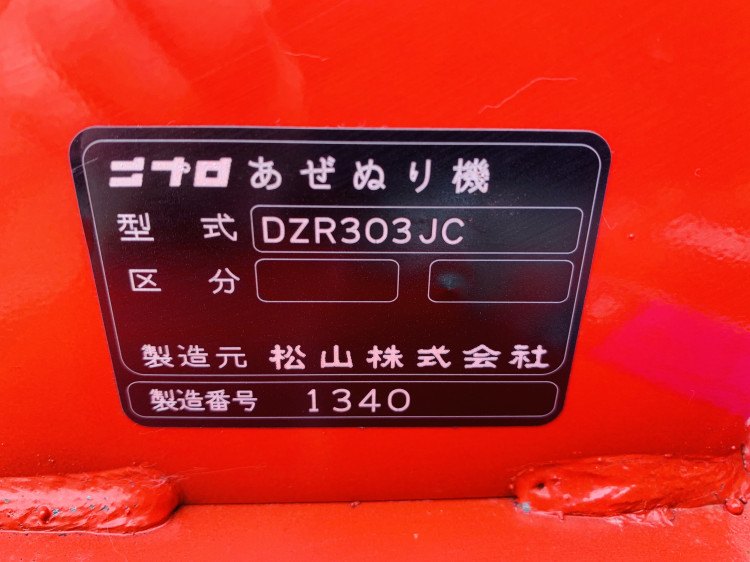 ニプロ あぜぬり機
型 式 DZR303JC
区 分
製造元 松山株式会社
製造番号 1340